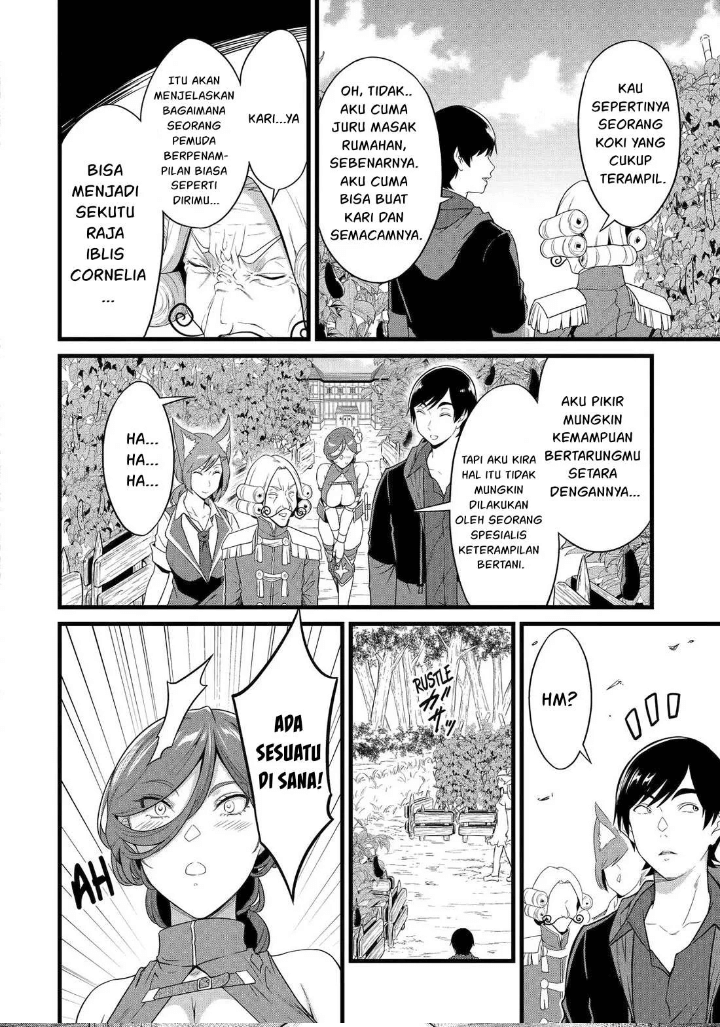 KAU
SEPERTINYA
SEORANG
KOKI YANG
CUKUP
TERAMPIL.
OH, TIDAK..
AKU CUMA
JURU MASAK
RUMAHAN,
SEBENARNYA.
AKU CUMA
BISA BUAT
KARI DAN
SEMACAMNYA.
KARI...YA
ITU AKAN
MENJELASKAN
BAGAIMANA
SEORANG
PEMUDA
BERPENAM-
PILAN BIASA
SEPERTI
DIRIMU...
BISA
MENJADI
SEKUTU
RAJA
IBLIS
CORNELIA
...
AKU PIKIR
MUNGKIN
KEMAMPUAN
BERTARUNGMU
SETARA
DENGANNYA...
TAPI AKU KIRA
HAL ITU TIDAK
MUNGKIN
DILAKUKAN
OLEH SEORANG
SPESIALIS
KETERAMPILAN
BERTANI.
HA...
HA...
HA...
HM?
RUSTLE
ガサッ
ADA
SESUATU
DI SANA!
AH